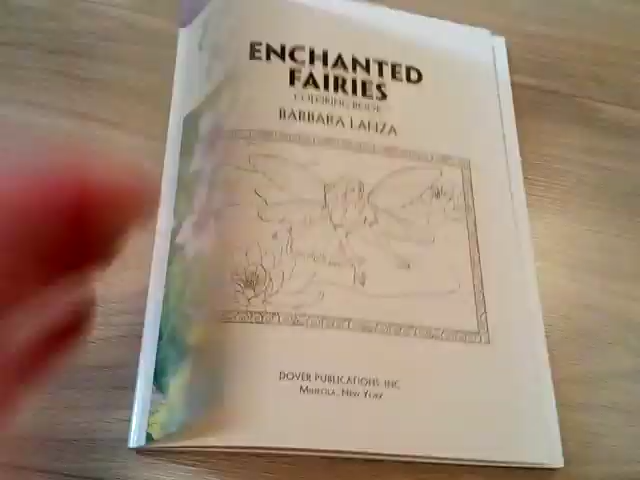 ENCHANTED
FAIRIES
COLORING BOOK
BARBARA LANZA
DOVER PUBLICATIONS, INC.
MINEOLA, NEW YORK